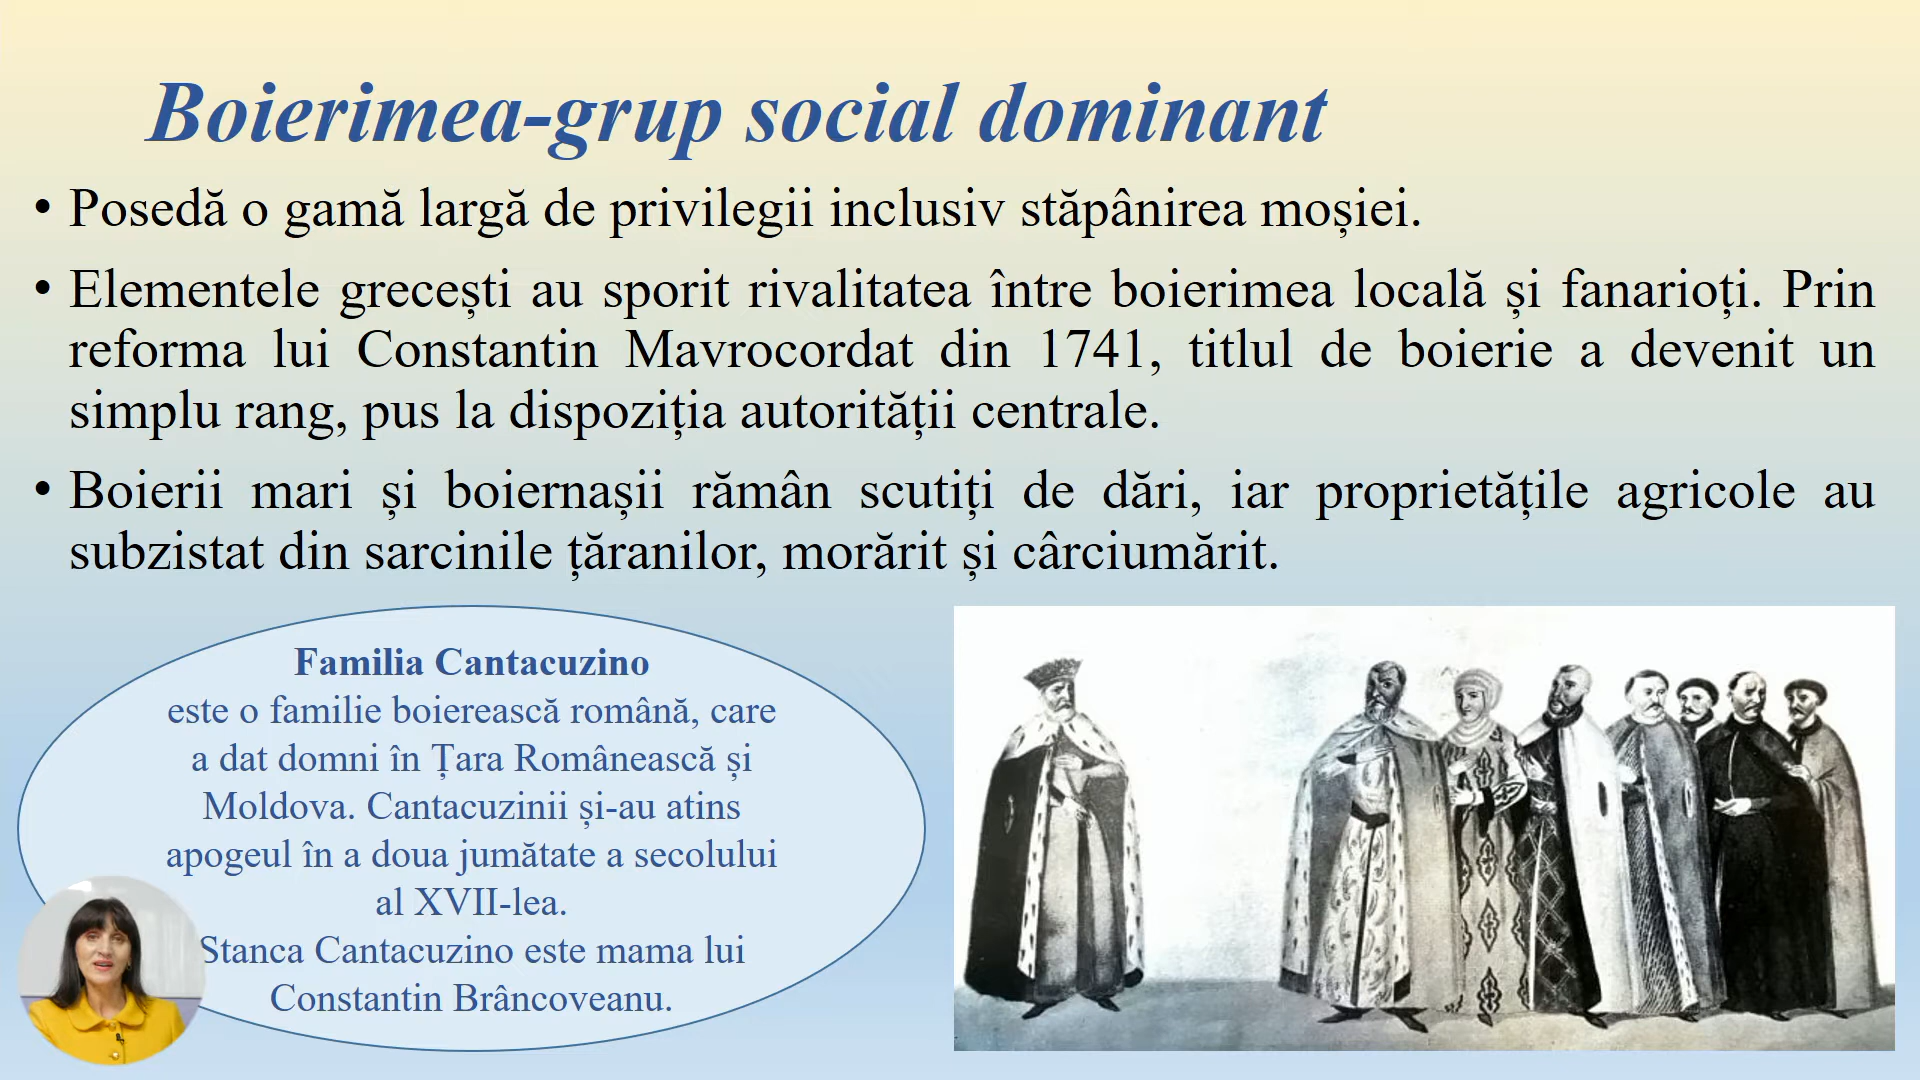 Boierimea-grup social dominant
• Posedă o gamă largă de privilegii inclusiv stăpânirea moșiei.
• Elementele grecești au sporit rivalitatea între boierimea locală și fanarioți. Prin
reforma lui Constantin Mavrocordat din 1741, titlul de boierie a devenit un
simplu rang, pus la dispoziția autorității centrale.
• Boierii mari și boiernașii rămân scutiți de dări, iar proprietățile agricole au
subzistat din sarcinile țăranilor, morărit și cârciumărit.
Familia Cantacuzino
este o familie boierească română, care
a dat domni în Țara Românească și
Moldova. Cantacuzinii și-au atins
apogeul în a doua jumătate a secolului
al XVII-lea.
Stanca Cantacuzino este mama lui
Constantin Brâncoveanu.